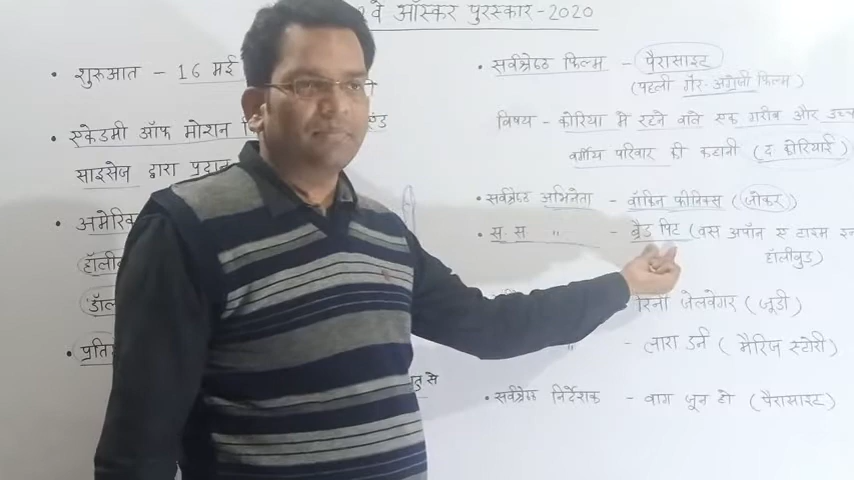 वे ऑस्कर पुरस्कार-2020
• शुरुआत - 16 मई
• एकेडमी ऑफ मोशन
साइसेज द्वारा प्रदान
• अमेरिका
हॉली
डॉल
• प्रति
• सर्वश्रेष्ठ फिल्म - पैरासाइट
(पहली गैर-अंग्रेजी फिल्म)
विषय - कोरिया में रहने वाले एक गरीब और उच्च
वर्गीय परिवार की कहानी (द कोरियाई)
• सर्वश्रेष्ठ अभिनेता - वॉकिन फीनिक्स (जोकर)
• स. स. " - ब्रैड पिट (वंस अपॉन ए टाइम इन
हॉलीवुड)
रिनी जेलवेगर (जूडी)
" - लारा डर्न (मैरिज स्टोरी)
• सर्वश्रेष्ठ निर्देशक - बाग जून हो (पैरासाइट)